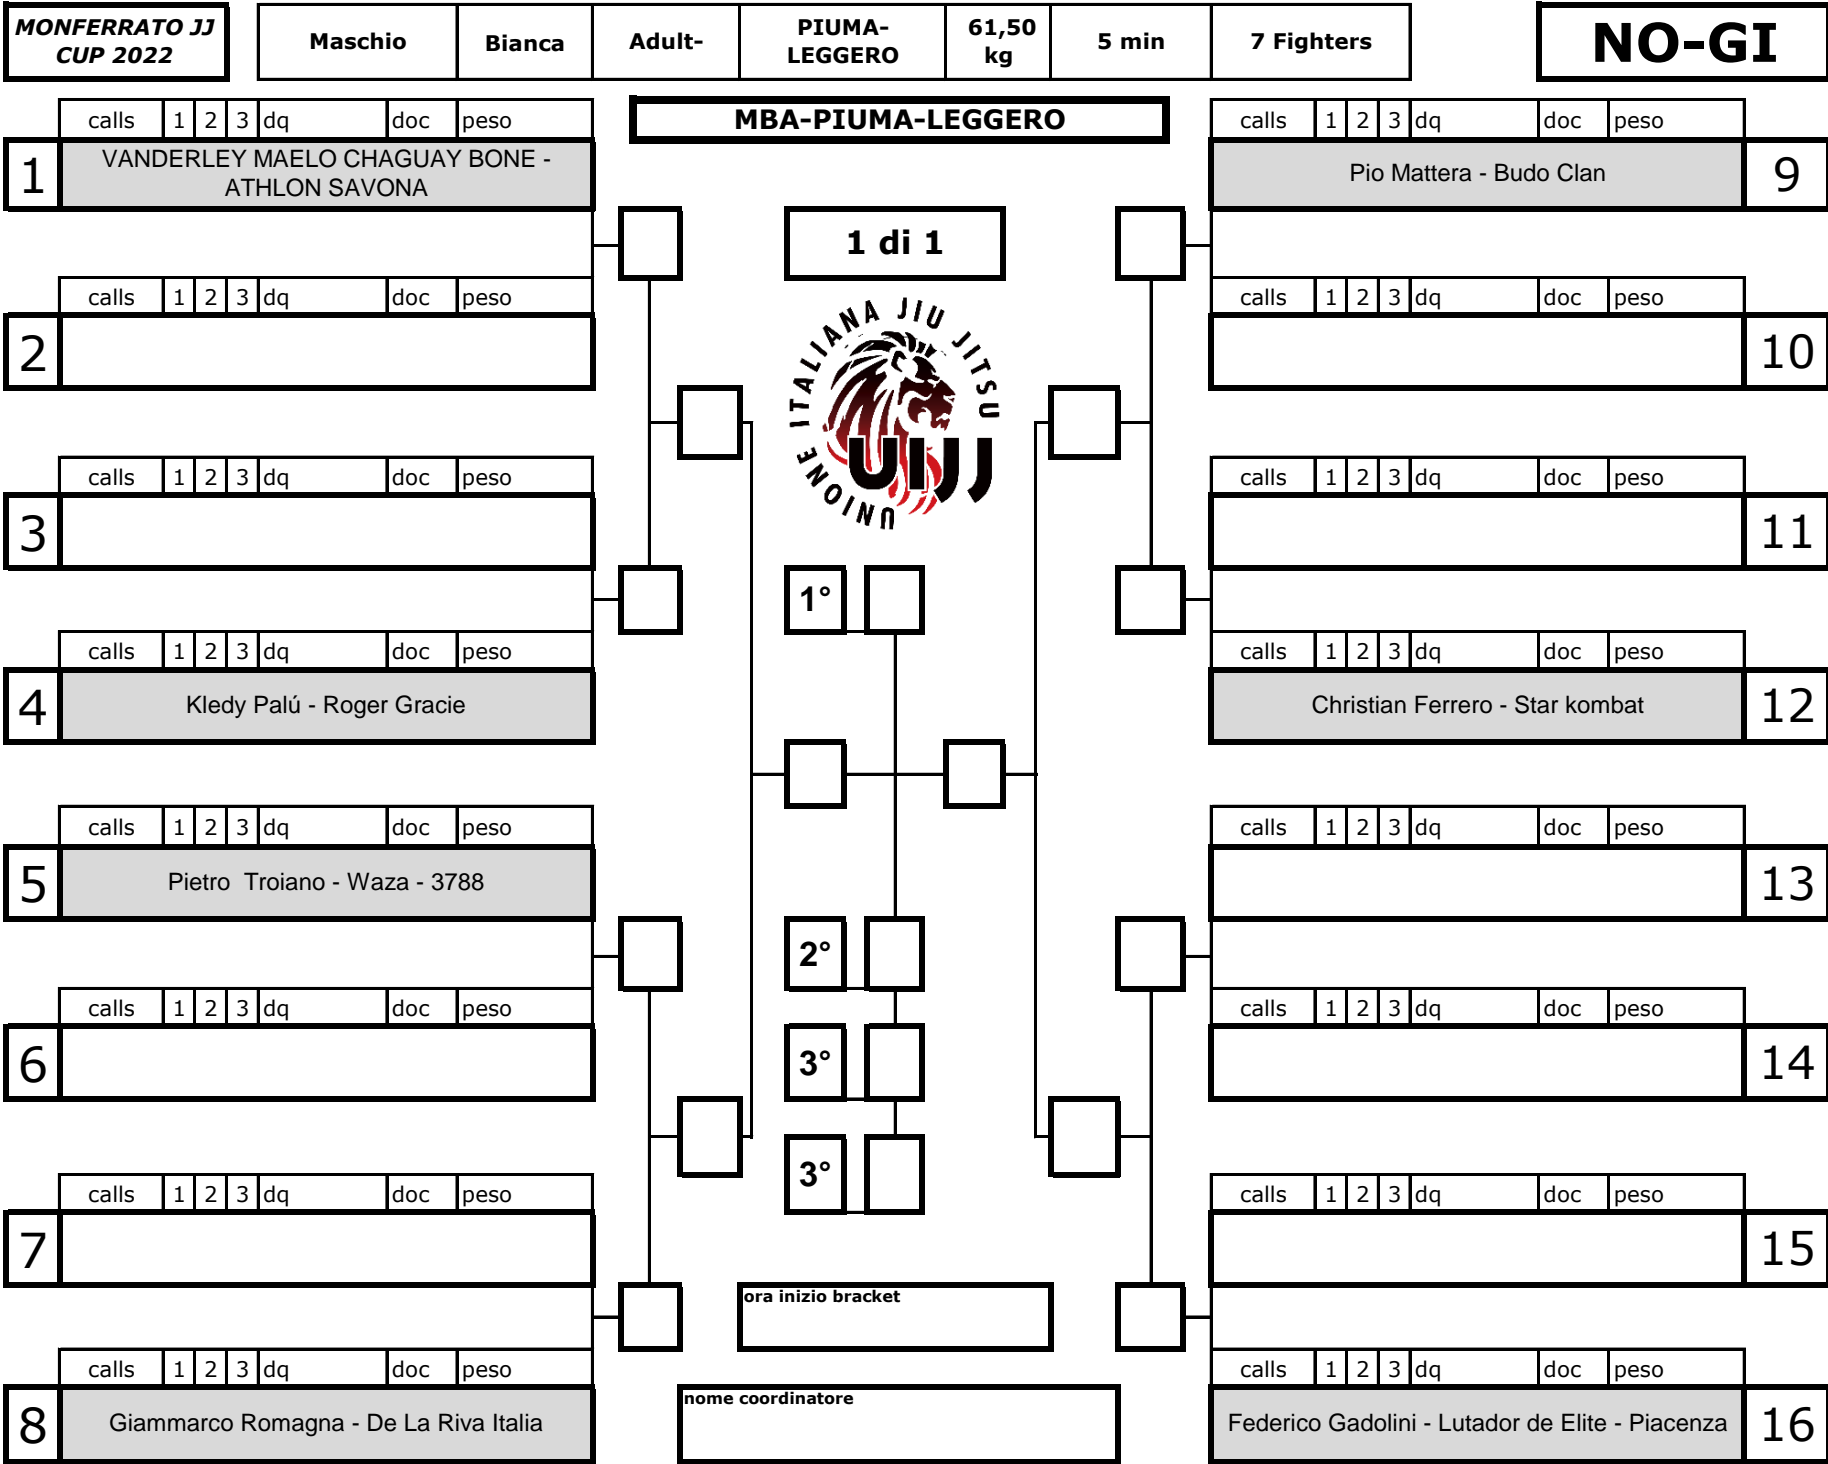 MONFERRATO JJ
CUP 2022
Maschio
Bianca
Adult-
PIUMA-
LEGGERO
61,50
kg
5 min
7 Fighters
NO-GI
MBA-PIUMA-LEGGERO
calls 1 2 3 dq doc peso
1
VANDERLEY MAELO CHAGUAY BONE -
ATHLON SAVONA
calls 1 2 3 dq doc peso
2
calls 1 2 3 dq doc peso
3
calls 1 2 3 dq doc peso
4
Kledy Palú - Roger Gracie
calls 1 2 3 dq doc peso
5
Pietro  Troiano - Waza - 3788
calls 1 2 3 dq doc peso
6
calls 1 2 3 dq doc peso
7
calls 1 2 3 dq doc peso
8
Giammarco Romagna - De La Riva Italia
1 di 1
UNIONE ITALIANA JIU JITSU
UIJJ
1°
2°
3°
3°
ora inizio bracket
nome coordinatore
calls 1 2 3 dq doc peso
Pio Mattera - Budo Clan
9
calls 1 2 3 dq doc peso
10
calls 1 2 3 dq doc peso
11
calls 1 2 3 dq doc peso
Christian Ferrero - Star kombat
12
calls 1 2 3 dq doc peso
13
calls 1 2 3 dq doc peso
14
calls 1 2 3 dq doc peso
15
calls 1 2 3 dq doc peso
Federico Gadolini - Lutador de Elite - Piacenza
16